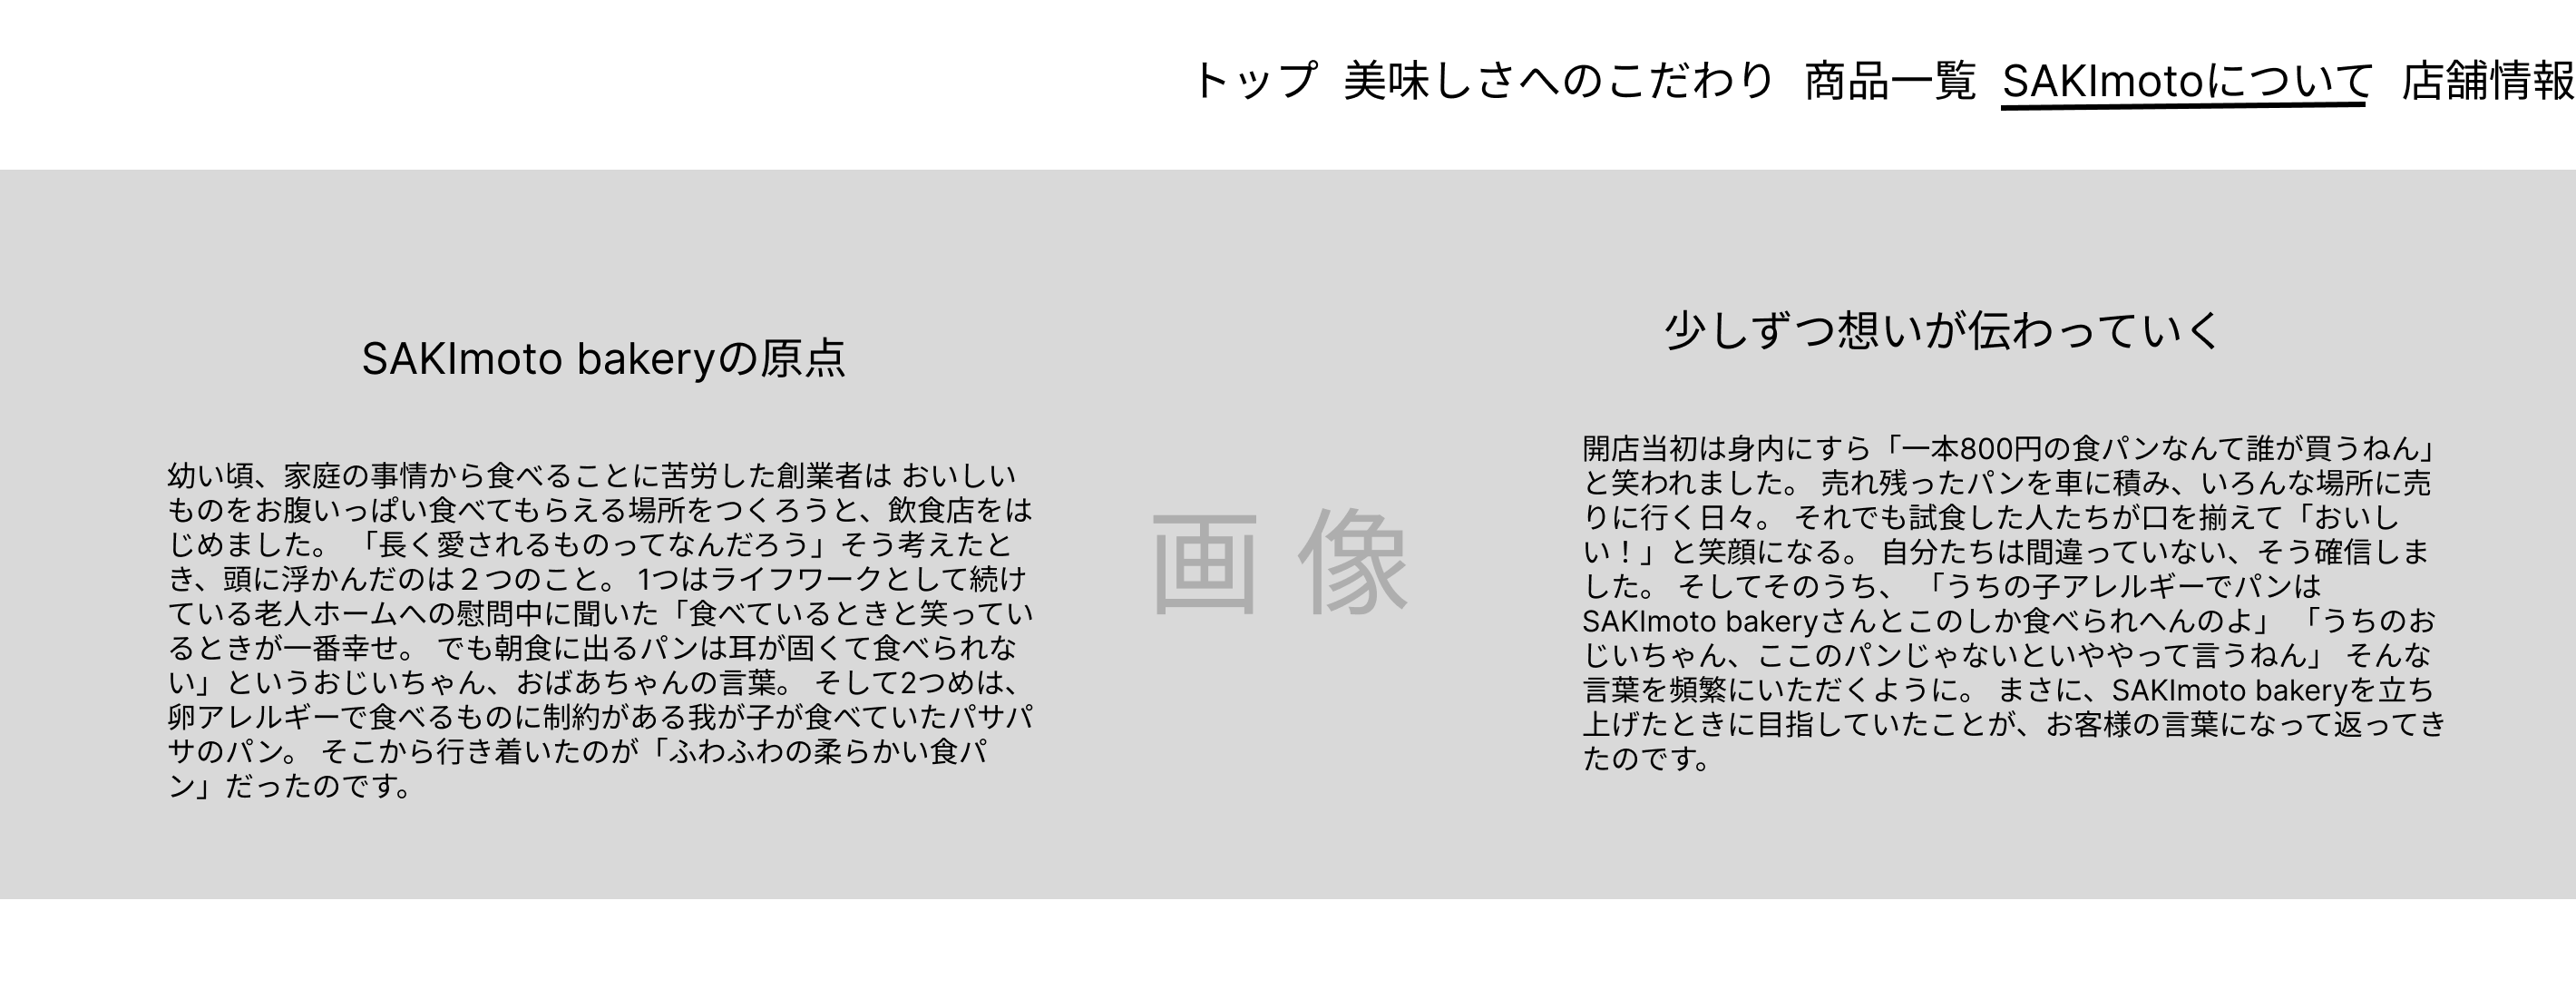 トップ 美味しさへのこだわり 商品一覧 SAKImotoについて 店舗情報
SAKImoto bakeryの原点
幼い頃、家庭の事情から食べることに苦労した創業者は おいしい
ものをお腹いっぱい食べてもらえる場所をつくろうと、飲食店をは
じめました。 「長く愛されるものってなんだろう」そう考えたと
き、頭に浮かんだのは２つのこと。 1つはライフワークとして続け
ている老人ホームへの慰問中に聞いた「食べているときと笑ってい
るときが一番幸せ。 でも朝食に出るパンは耳が固くて食べられな
い」というおじいちゃん、おばあちゃんの言葉。 そして2つめは、
卵アレルギーで食べるものに制約がある我が子が食べていたパサパ
サのパン。 そこから行き着いたのが「ふわふわの柔らかい食パ
ン」だったのです。
画像
少しずつ想いが伝わっていく
開店当初は身内にすら「一本800円の食パンなんて誰が買うねん」
と笑われました。 売れ残ったパンを車に積み、いろんな場所に売
りに行く日々。 それでも試食した人たちが口を揃えて「おいし
い！」と笑顔になる。 自分たちは間違っていない、そう確信しま
した。 そしてそのうち、 「うちの子アレルギーでパンは
SAKImoto bakeryさんとこのしか食べられへんのよ」 「うちのお
じいちゃん、ここのパンじゃないといややって言うねん」 そんな
言葉を頻繁にいただくように。 まさに、SAKImoto bakeryを立ち
上げたときに目指していたことが、お客様の言葉になって返ってき
たのです。